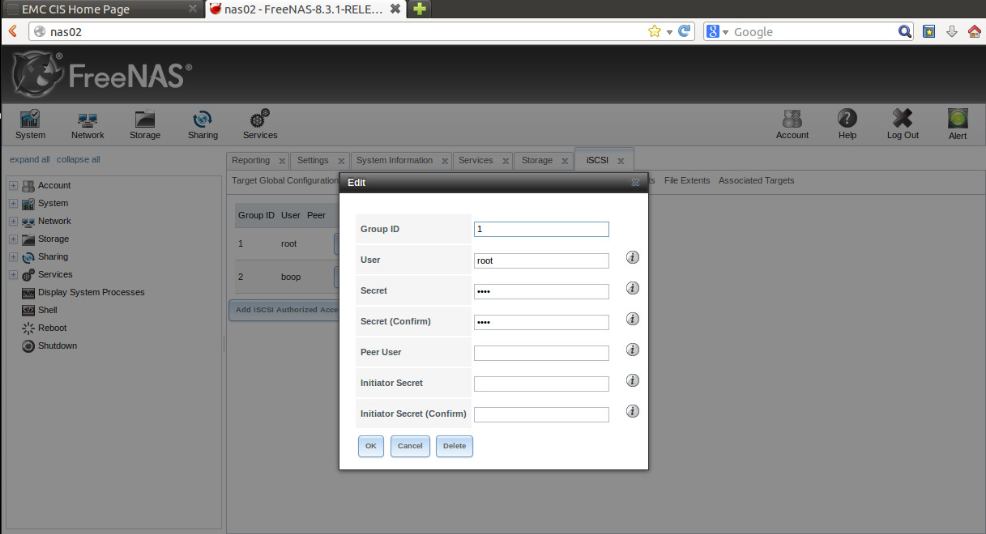 EMC CIS Home Page
nas02 - FreeNAS-8.3.1-RELE...
nas02
Google
FreeNAS®
System Network Storage Sharing Services Account Help Log Out Alert
expand all collapse all
Reporting Settings System Information Services Storage iSCSI
Target Global Configuration File Extents Associated Targets
Account
System
Network
Storage
Sharing
Services
Display System Processes
Shell
Reboot
Shutdown
Group ID User Peer
1 root
2 boop
Add iSCSI Authorized Acce
Edit
Group ID 1
User root
Secret ••••
Secret (Confirm) ••••
Peer User
Initiator Secret
Initiator Secret (Confirm)
OK Cancel Delete